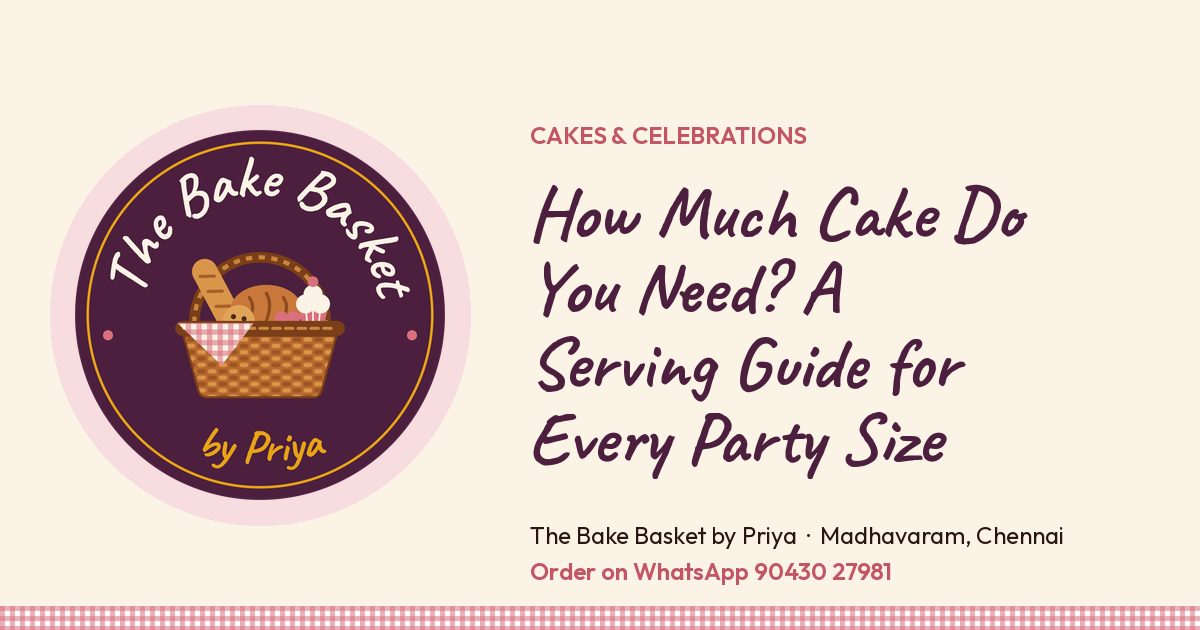 The Bake Basket
by Priya
CAKES & CELEBRATIONS
How Much Cake Do
You Need? A
Serving Guide for
Every Party Size
The Bake Basket by Priya · Madhavaram, Chennai
Order on WhatsApp 90430 27981